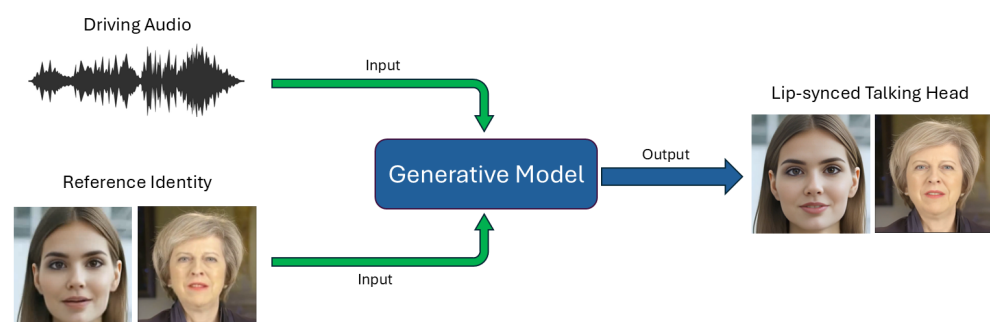 Driving Audio
Input
Lip-synced Talking Head
Generative Model
Output
Reference Identity
Input